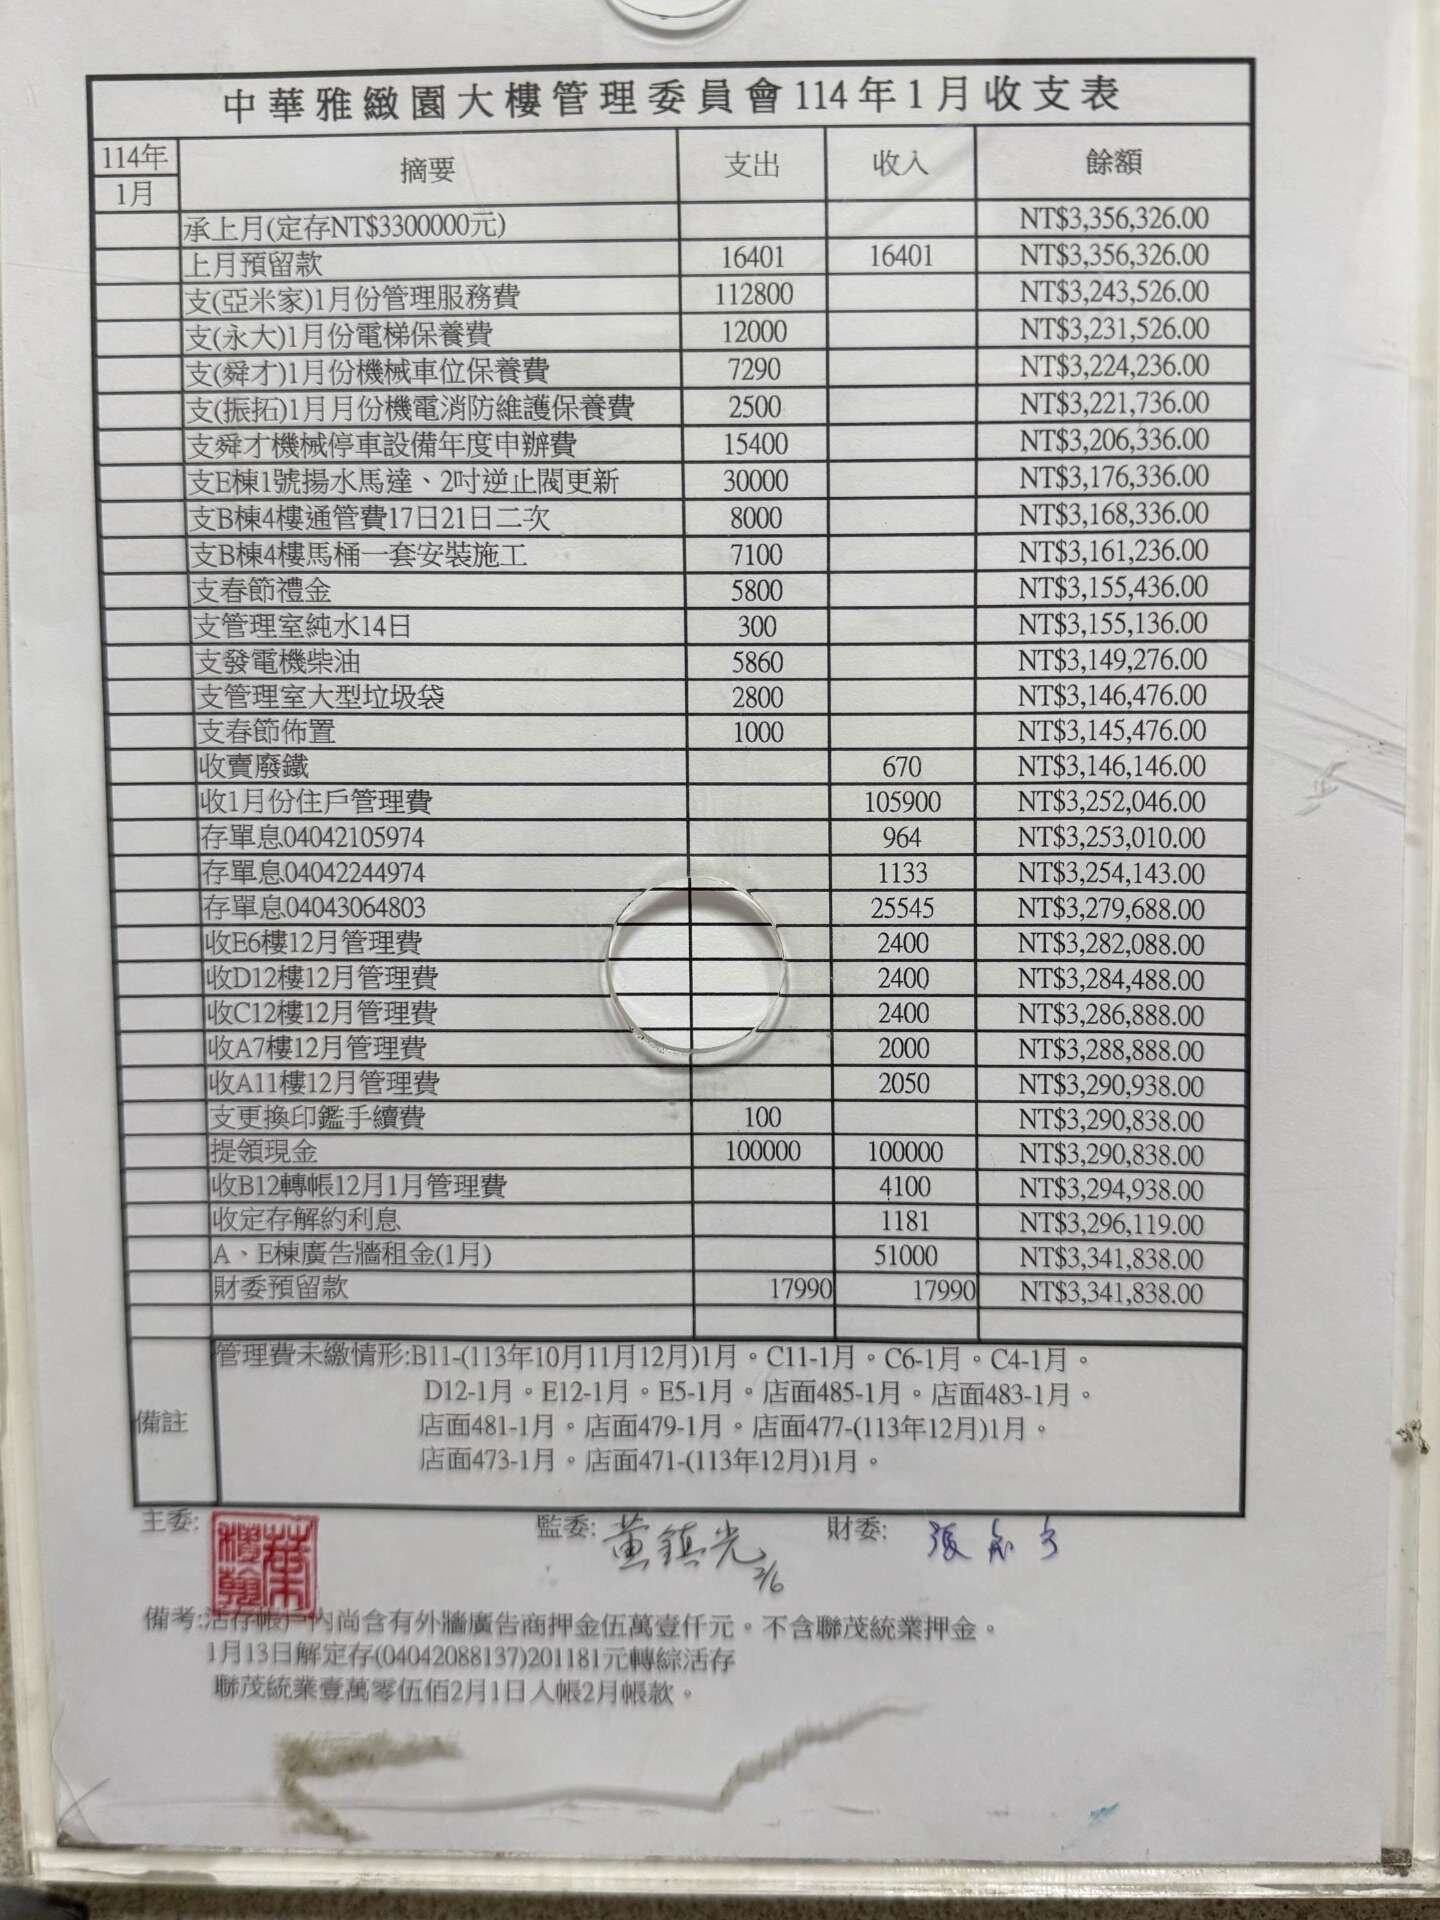 中華雅緻園大樓管理委員會114年1月收支表
114年 摘要 支出 收入 餘額
1月
承上月(定存NT$3300000元) NT$3,356,326.00
上月預留款 16401 16401 NT$3,356,326.00
支(亞米家)1月份管理服務費 112800 NT$3,243,526.00
支(永大)1月份電梯保養費 12000 NT$3,231,526.00
支(舜才)1月份機械車位保養費 7290 NT$3,224,236.00
支(振拓)1月月份機電消防維護保養費 2500 NT$3,221,736.00
支舜才機械停車設備年度申辦費 15400 NT$3,206,336.00
支E棟1號揚水馬達、2吋逆止閥更新 30000 NT$3,176,336.00
支B棟4樓通管費17日21日二次 8000 NT$3,168,336.00
支B棟4樓馬桶一套安裝施工 7100 NT$3,161,236.00
支春節禮金 5800 NT$3,155,436.00
支管理室純水14日 300 NT$3,155,136.00
支發電機柴油 5860 NT$3,149,276.00
支管理室大型垃圾袋 2800 NT$3,146,476.00
支春節佈置 1000 NT$3,145,476.00
收賣廢鐵 670 NT$3,146,146.00
收1月份住戶管理費 105900 NT$3,252,046.00
存單息04042105974 964 NT$3,253,010.00
存單息04042244974 1133 NT$3,254,143.00
存單息04043064803 25545 NT$3,279,688.00
收E6樓12月管理費 2400 NT$3,282,088.00
收D12樓12月管理費 2400 NT$3,284,488.00
收C12樓12月管理費 2400 NT$3,286,888.00
收A7樓12月管理費 2000 NT$3,288,888.00
收A11樓12月管理費 2050 NT$3,290,938.00
支更換印鑑手續費 100 NT$3,290,838.00
提領現金 100000 100000 NT$3,290,838.00
收B12轉帳12月1月管理費 4100 NT$3,294,938.00
收定存解約利息 1181 NT$3,296,119.00
A、E棟廣告牆租金(1月) 51000 NT$3,341,838.00
財委預留款 17990 17990 NT$3,341,838.00
備註
管理費未繳情形:B11-(113年10月11月12月)1月。C11-1月。C6-1月。C4-1月。
D12-1月。E12-1月。E5-1月。店面485-1月。店面483-1月。
店面481-1月。店面479-1月。店面477-(113年12月)1月。
店面473-1月。店面471-(113年12月)1月。
主委: 監委: 黃鎮光 2/6 財委: 張
備考:活存帳戶內尚含有外牆廣告商押金伍萬壹仟元。不含聯茂統業押金。
1月13日解定存(04042088137)201181元轉綜活存
聯茂統業壹萬零伍佰2月1日入帳2月帳款。